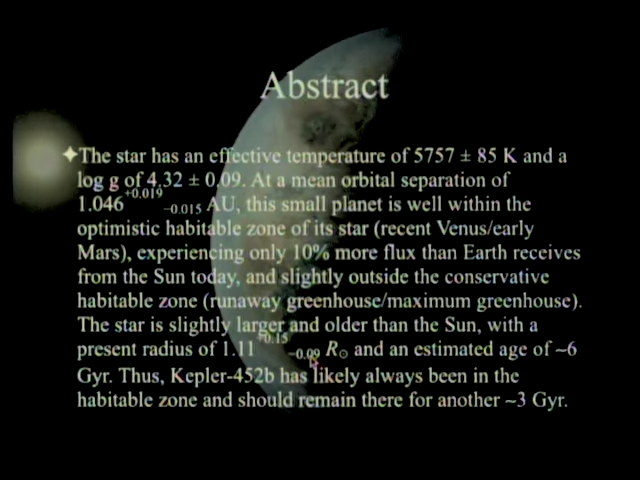 Abstract
✦The star has an effective temperature of 5757 ± 85 K and a
log g of 4.32 ± 0.09. At a mean orbital separation of
1.046 +0.019 −0.015 AU, this small planet is well within the
optimistic habitable zone of its star (recent Venus/early
Mars), experiencing only 10% more flux than Earth receives
from the Sun today, and slightly outside the conservative
habitable zone (runaway greenhouse/maximum greenhouse).
The star is slightly larger and older than the Sun, with a
present radius of 1.11 +0.15 −0.09 R⊙ and an estimated age of ~6
Gyr. Thus, Kepler-452b has likely always been in the
habitable zone and should remain there for another ~3 Gyr.